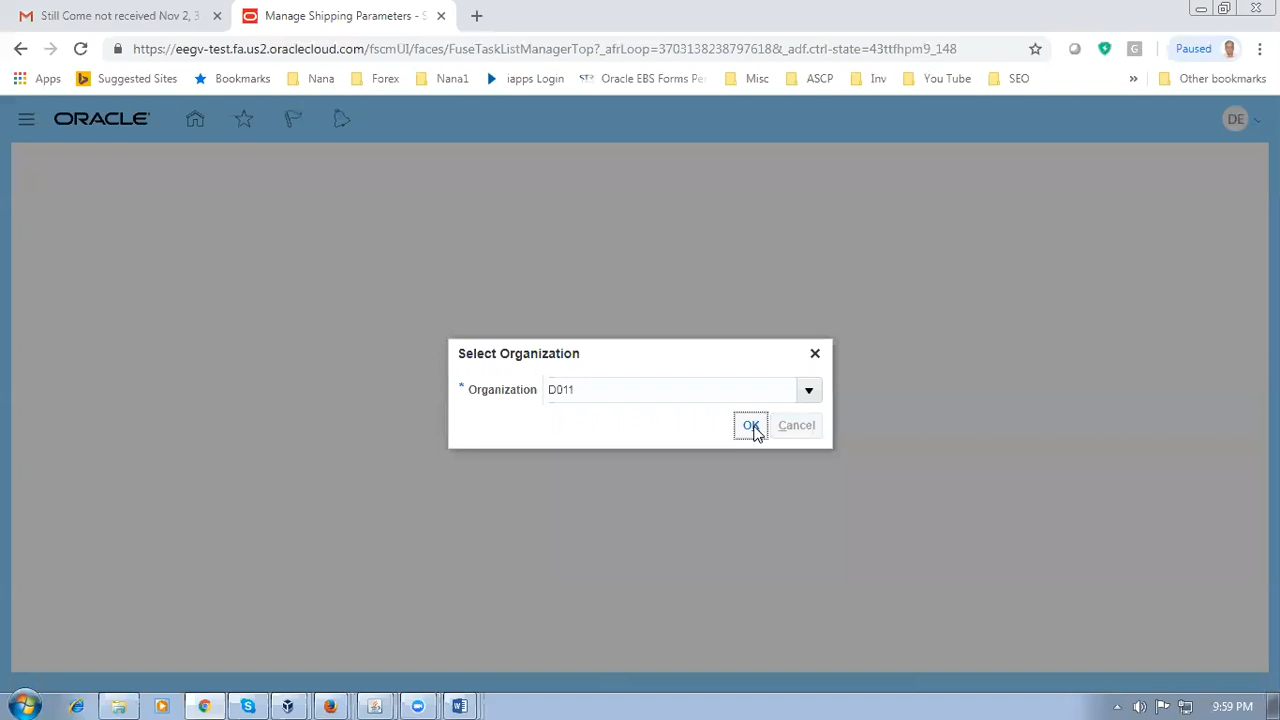 Still Come not received Nov 2, 3
Manage Shipping Parameters - S
https://eegv-test.fa.us2.oraclecloud.com/fscmUI/faces/FuseTaskListManagerTop?_afrLoop=37031382387976188&_adf.ctrl-state=43ttfhpm9_148
Paused
Apps
Suggested Sites
Bookmarks
Nana
Forex
Nana1
iapps Login
Oracle EBS Forms Pe
Misc
ASCP
Inv
You Tube
SEO
»
Other bookmarks
ORACLE
DE
Select Organization
* Organization D011
OK
Cancel
9:59 PM